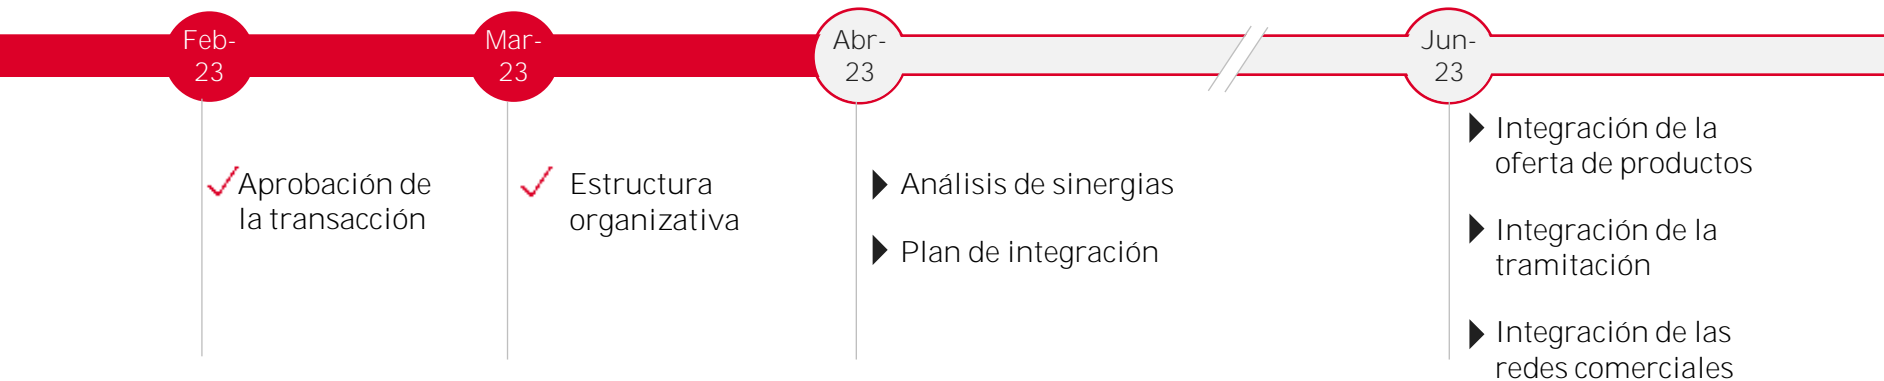 Feb-
23
Mar-
23
Abr-
23
Jun-
23
Aprobación de
la transacción
Estructura
organizativa
Análisis de sinergias
Plan de integración
Integración de la
oferta de productos
Integración de la
tramitación
Integración de las
redes comerciales